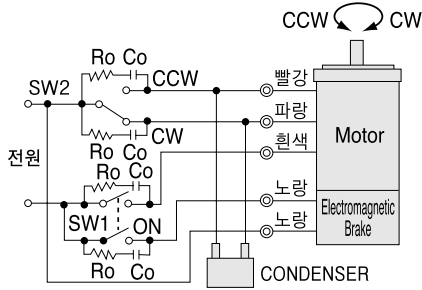 CCW CW
Ro Co
SW2
CCW
빨강
CW
파랑
Ro Co
흰색
Motor
전원
Ro Co
노랑
SW1 ON
노랑
Electromagnetic
Brake
Ro Co
CONDENSER